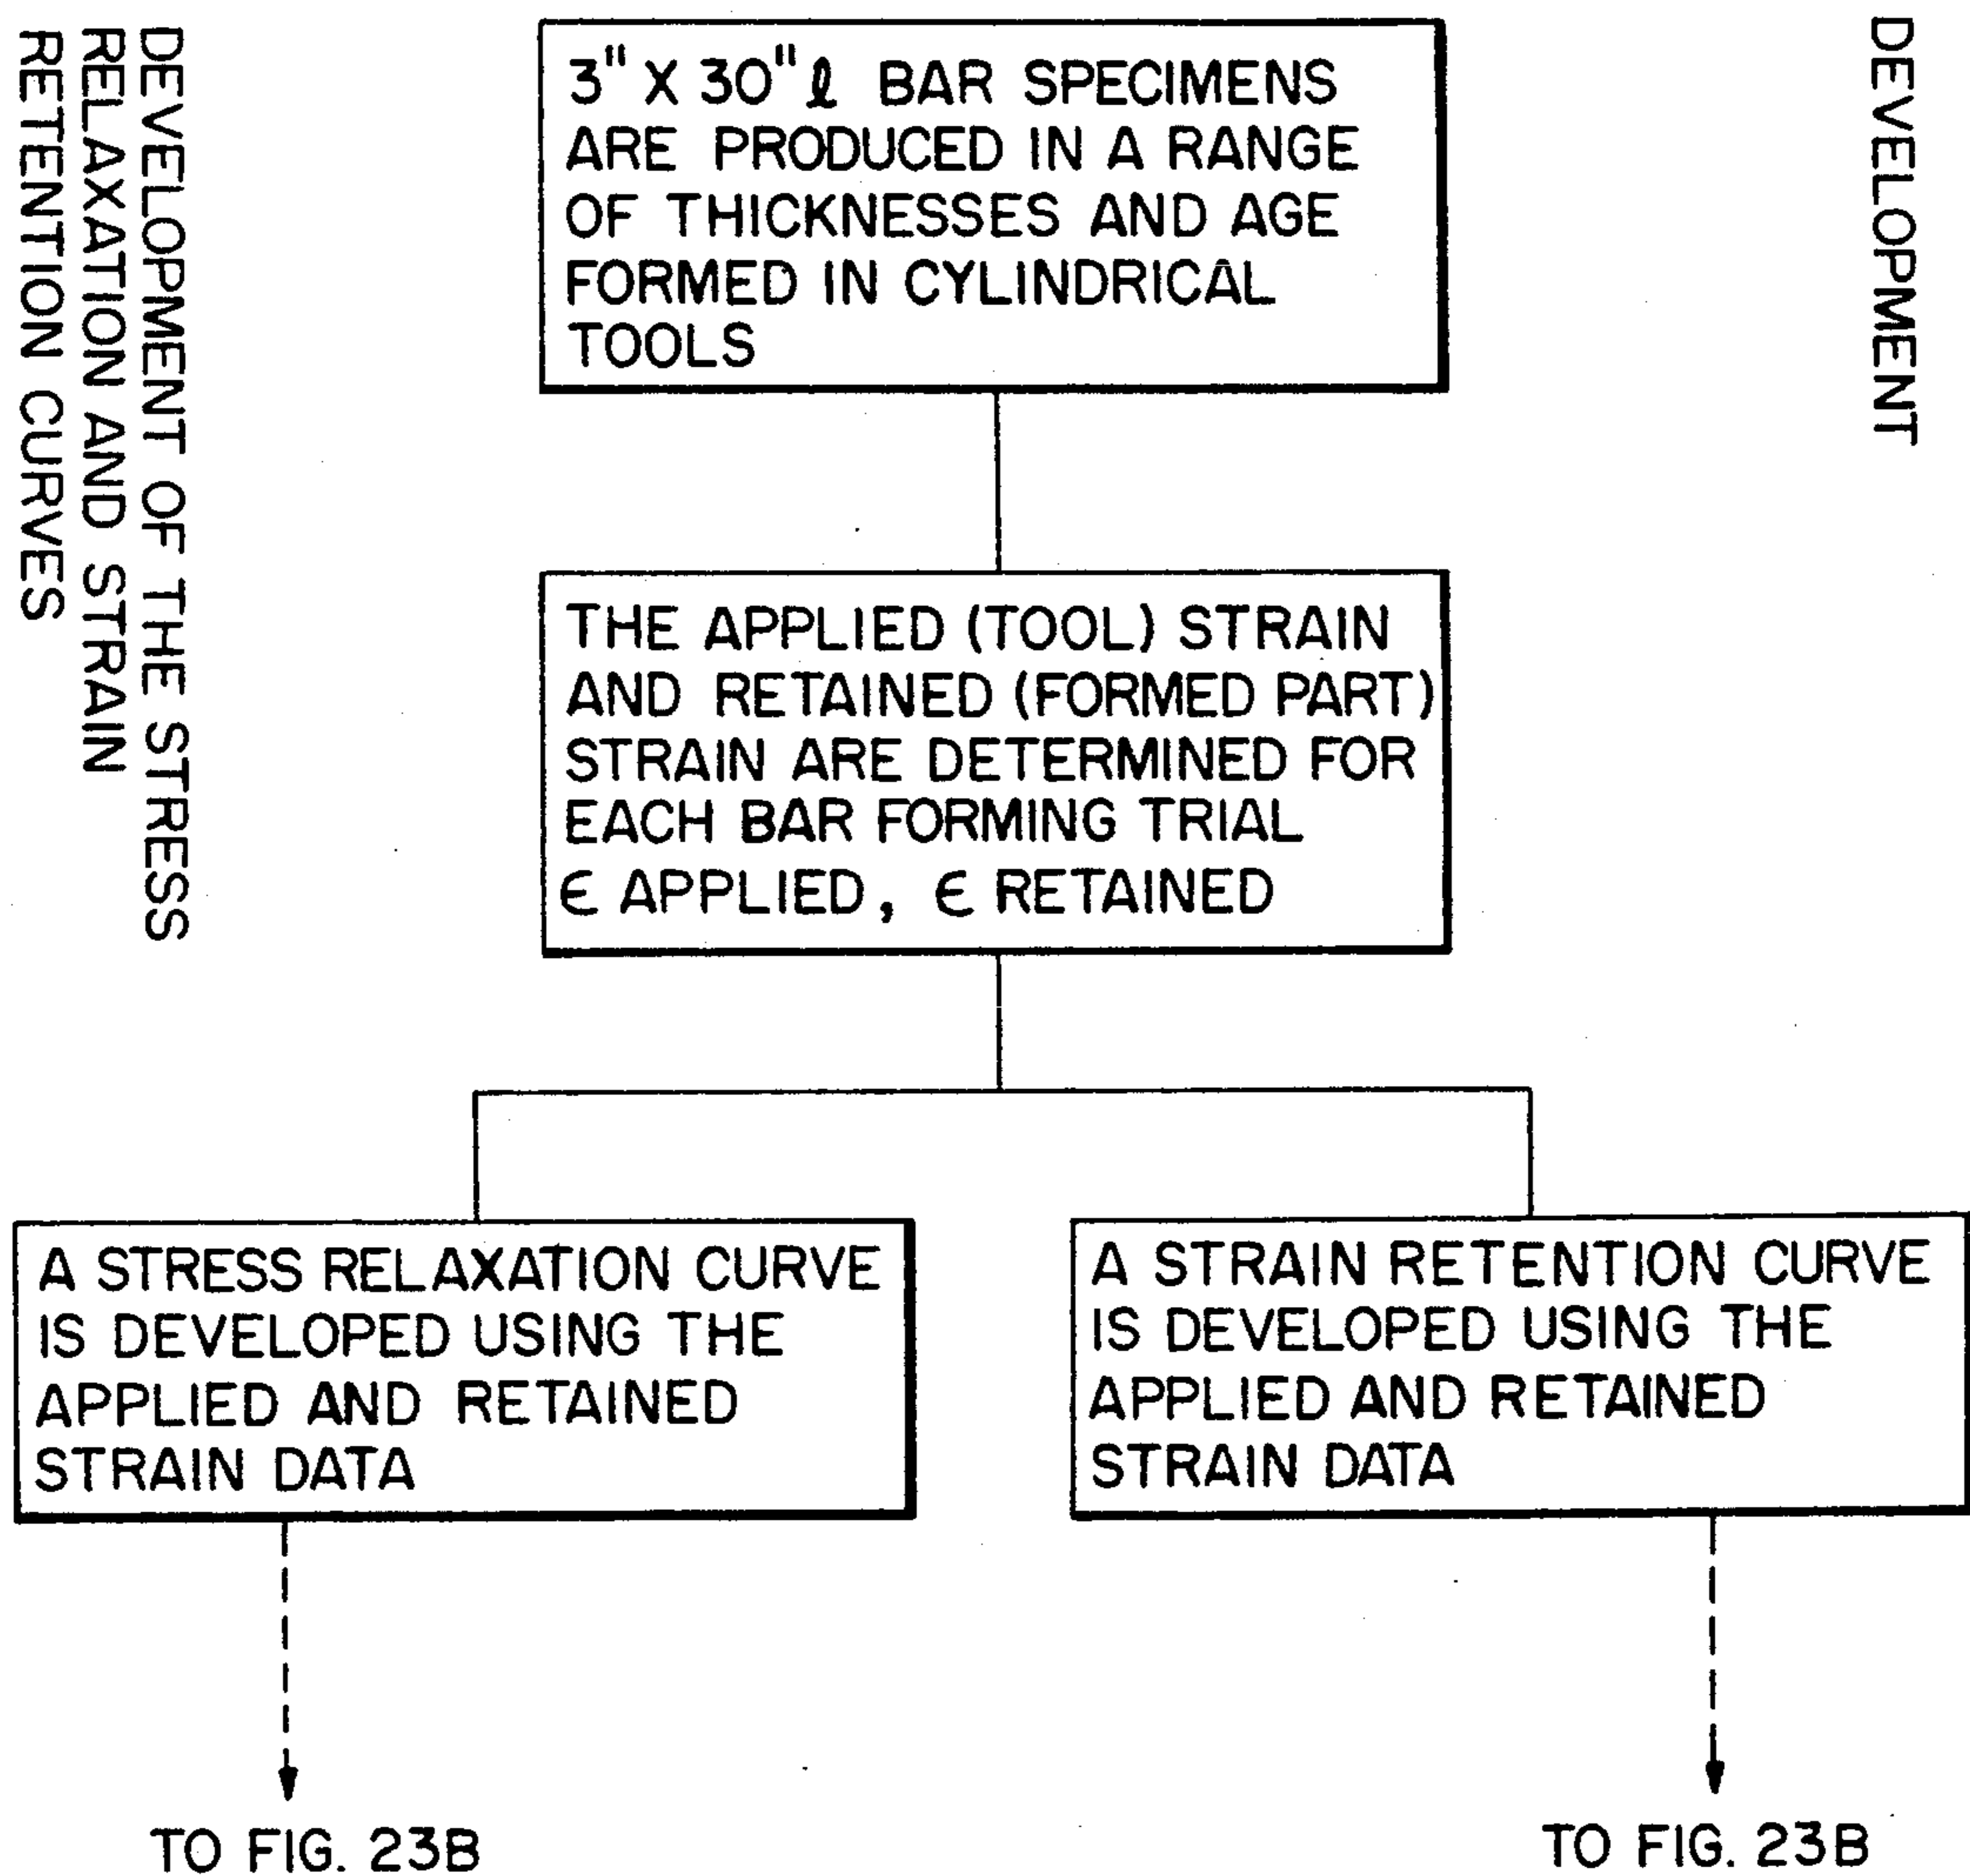 DEVELOPMENT OF THE STRESS
RELAXATION AND STRAIN
RETENTION CURVES
DEVELOPMENT
3" X 30" ℓ BAR SPECIMENS
ARE PRODUCED IN A RANGE
OF THICKNESSES AND AGE
FORMED IN CYLINDRICAL
TOOLS
THE APPLIED (TOOL) STRAIN
AND RETAINED (FORMED PART)
STRAIN ARE DETERMINED FOR
EACH BAR FORMING TRIAL
ϵ APPLIED, ϵ RETAINED
A STRESS RELAXATION CURVE
IS DEVELOPED USING THE
APPLIED AND RETAINED
STRAIN DATA
A STRAIN RETENTION CURVE
IS DEVELOPED USING THE
APPLIED AND RETAINED
STRAIN DATA
TO FIG. 23B
TO FIG. 23B